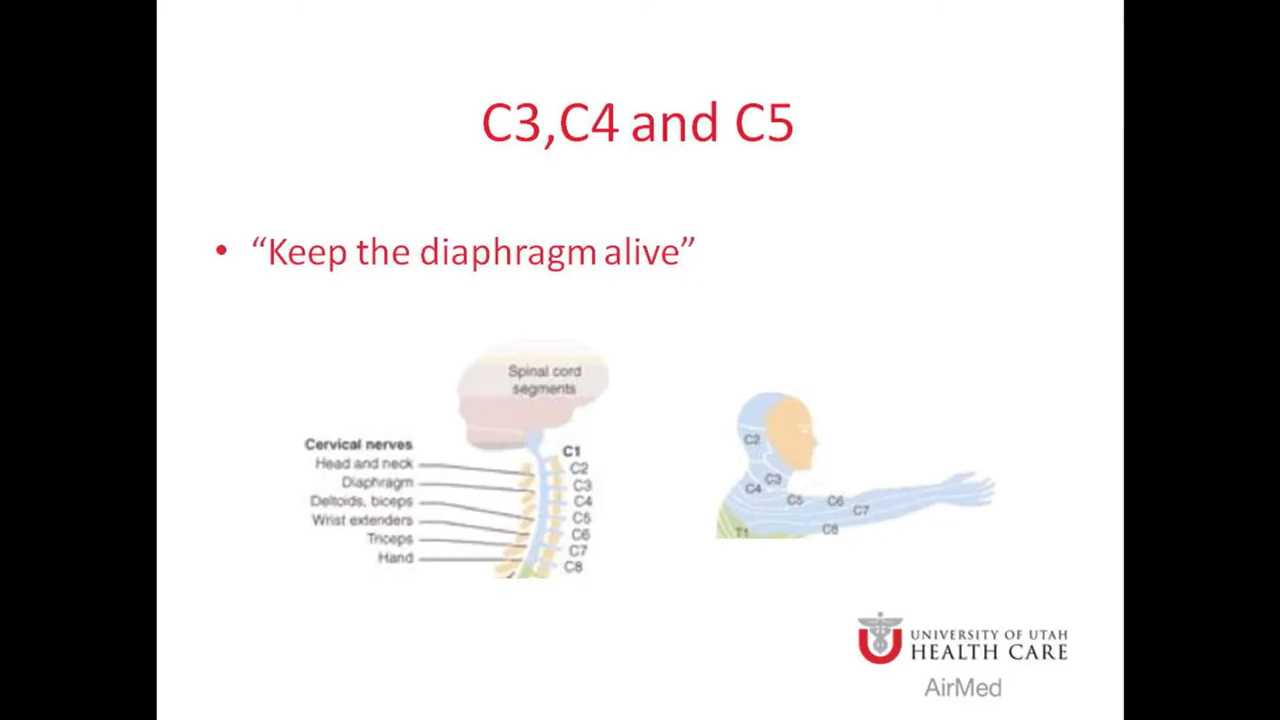 C3,C4 and C5
• “Keep the diaphragm alive”
Spinal cord
segments
Cervical nerves
Head and neck
Diaphragm
Deltoids, biceps
Wrist extenders
Triceps
Hand
C1
C2
C3
C4
C5
C6
C7
C8
C2
C3
C4
C5
C6
C7
C8
T1
UNIVERSITY OF UTAH
HEALTH CARE
AirMed